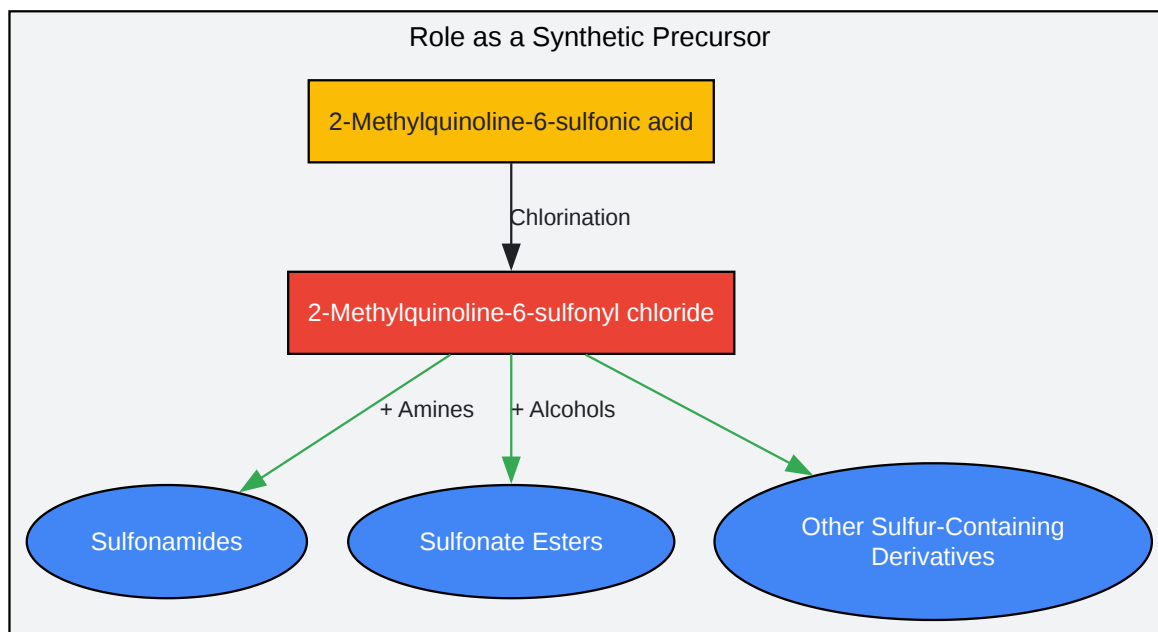 Role as a Synthetic Precursor
2-Methylquinoline-6-sulfonic acid
Chlorination
2-Methylquinoline-6-sulfonyl chloride
+ Amines
+ Alcohols
Sulfonamides
Sulfonate Esters
Other Sulfur-Containing
Derivatives